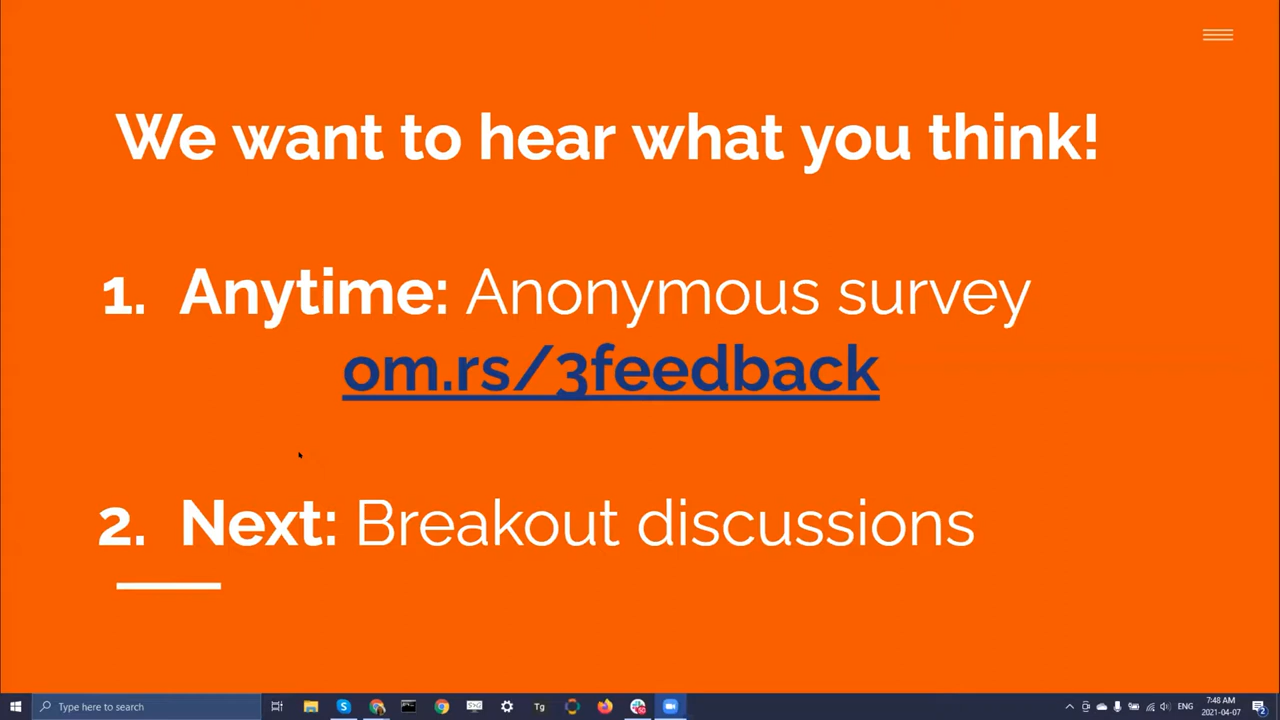 We want to hear what you think!
1. Anytime: Anonymous survey
om.rs/3feedback
2. Next: Breakout discussions
Type here to search
Tg
ENG
7:48 AM
2021-04-07
2